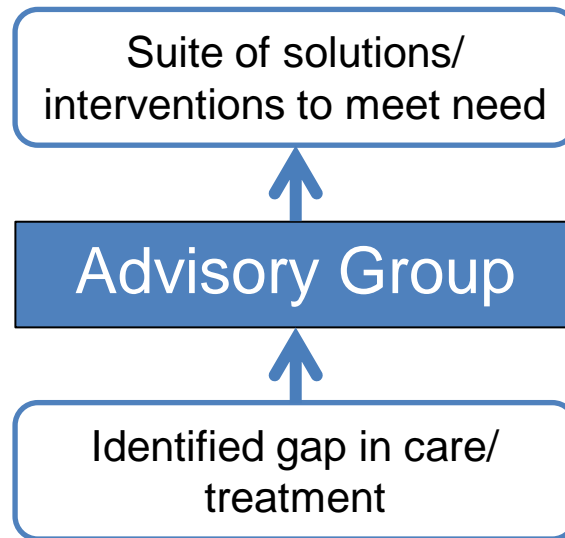 Suite of solutions/
interventions to meet need
Advisory Group
Identified gap in care/
treatment